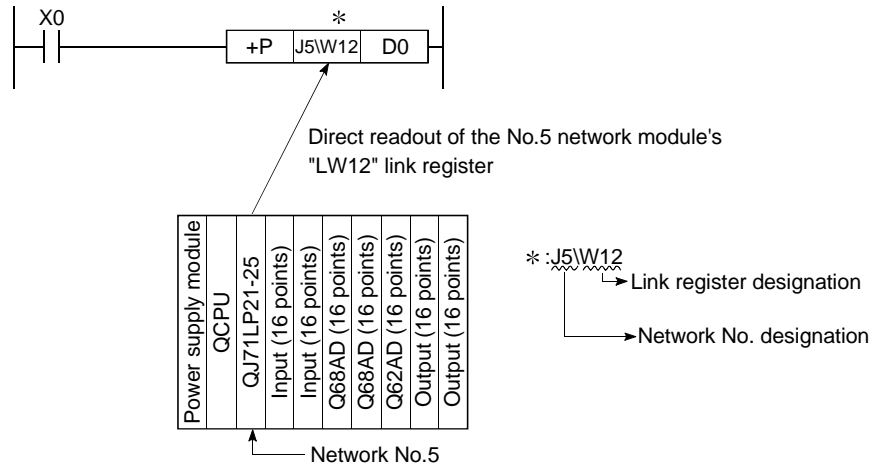 X0
*
+P J5\W12 D0
Direct readout of the No.5 network module's
"LW12" link register
Power supply module
QCPU
QJ71LP21-25
Input (16 points)
Input (16 points)
Q68AD (16 points)
Q68AD (16 points)
Q62AD (16 points)
Output (16 points)
Output (16 points)
Network No.5
* :J5\W12
Link register designation
Network No. designation